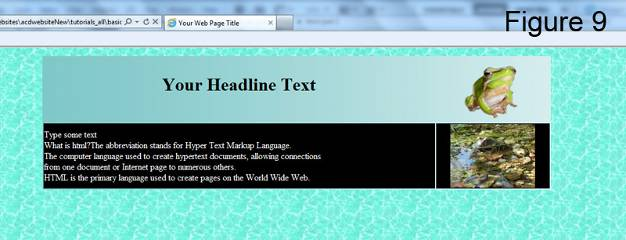 Figure 9
ebsites\acdwebsiteNew\tutorials_all\basic
Your Web Page Title
Your Headline Text
Type some text
What is html?The abbreviation stands for Hyper Text Markup Language.
The computer language used to create hypertext documents, allowing connections
from one document or Internet page to numerous others.
HTML is the primary language used to create pages on the World Wide Web.